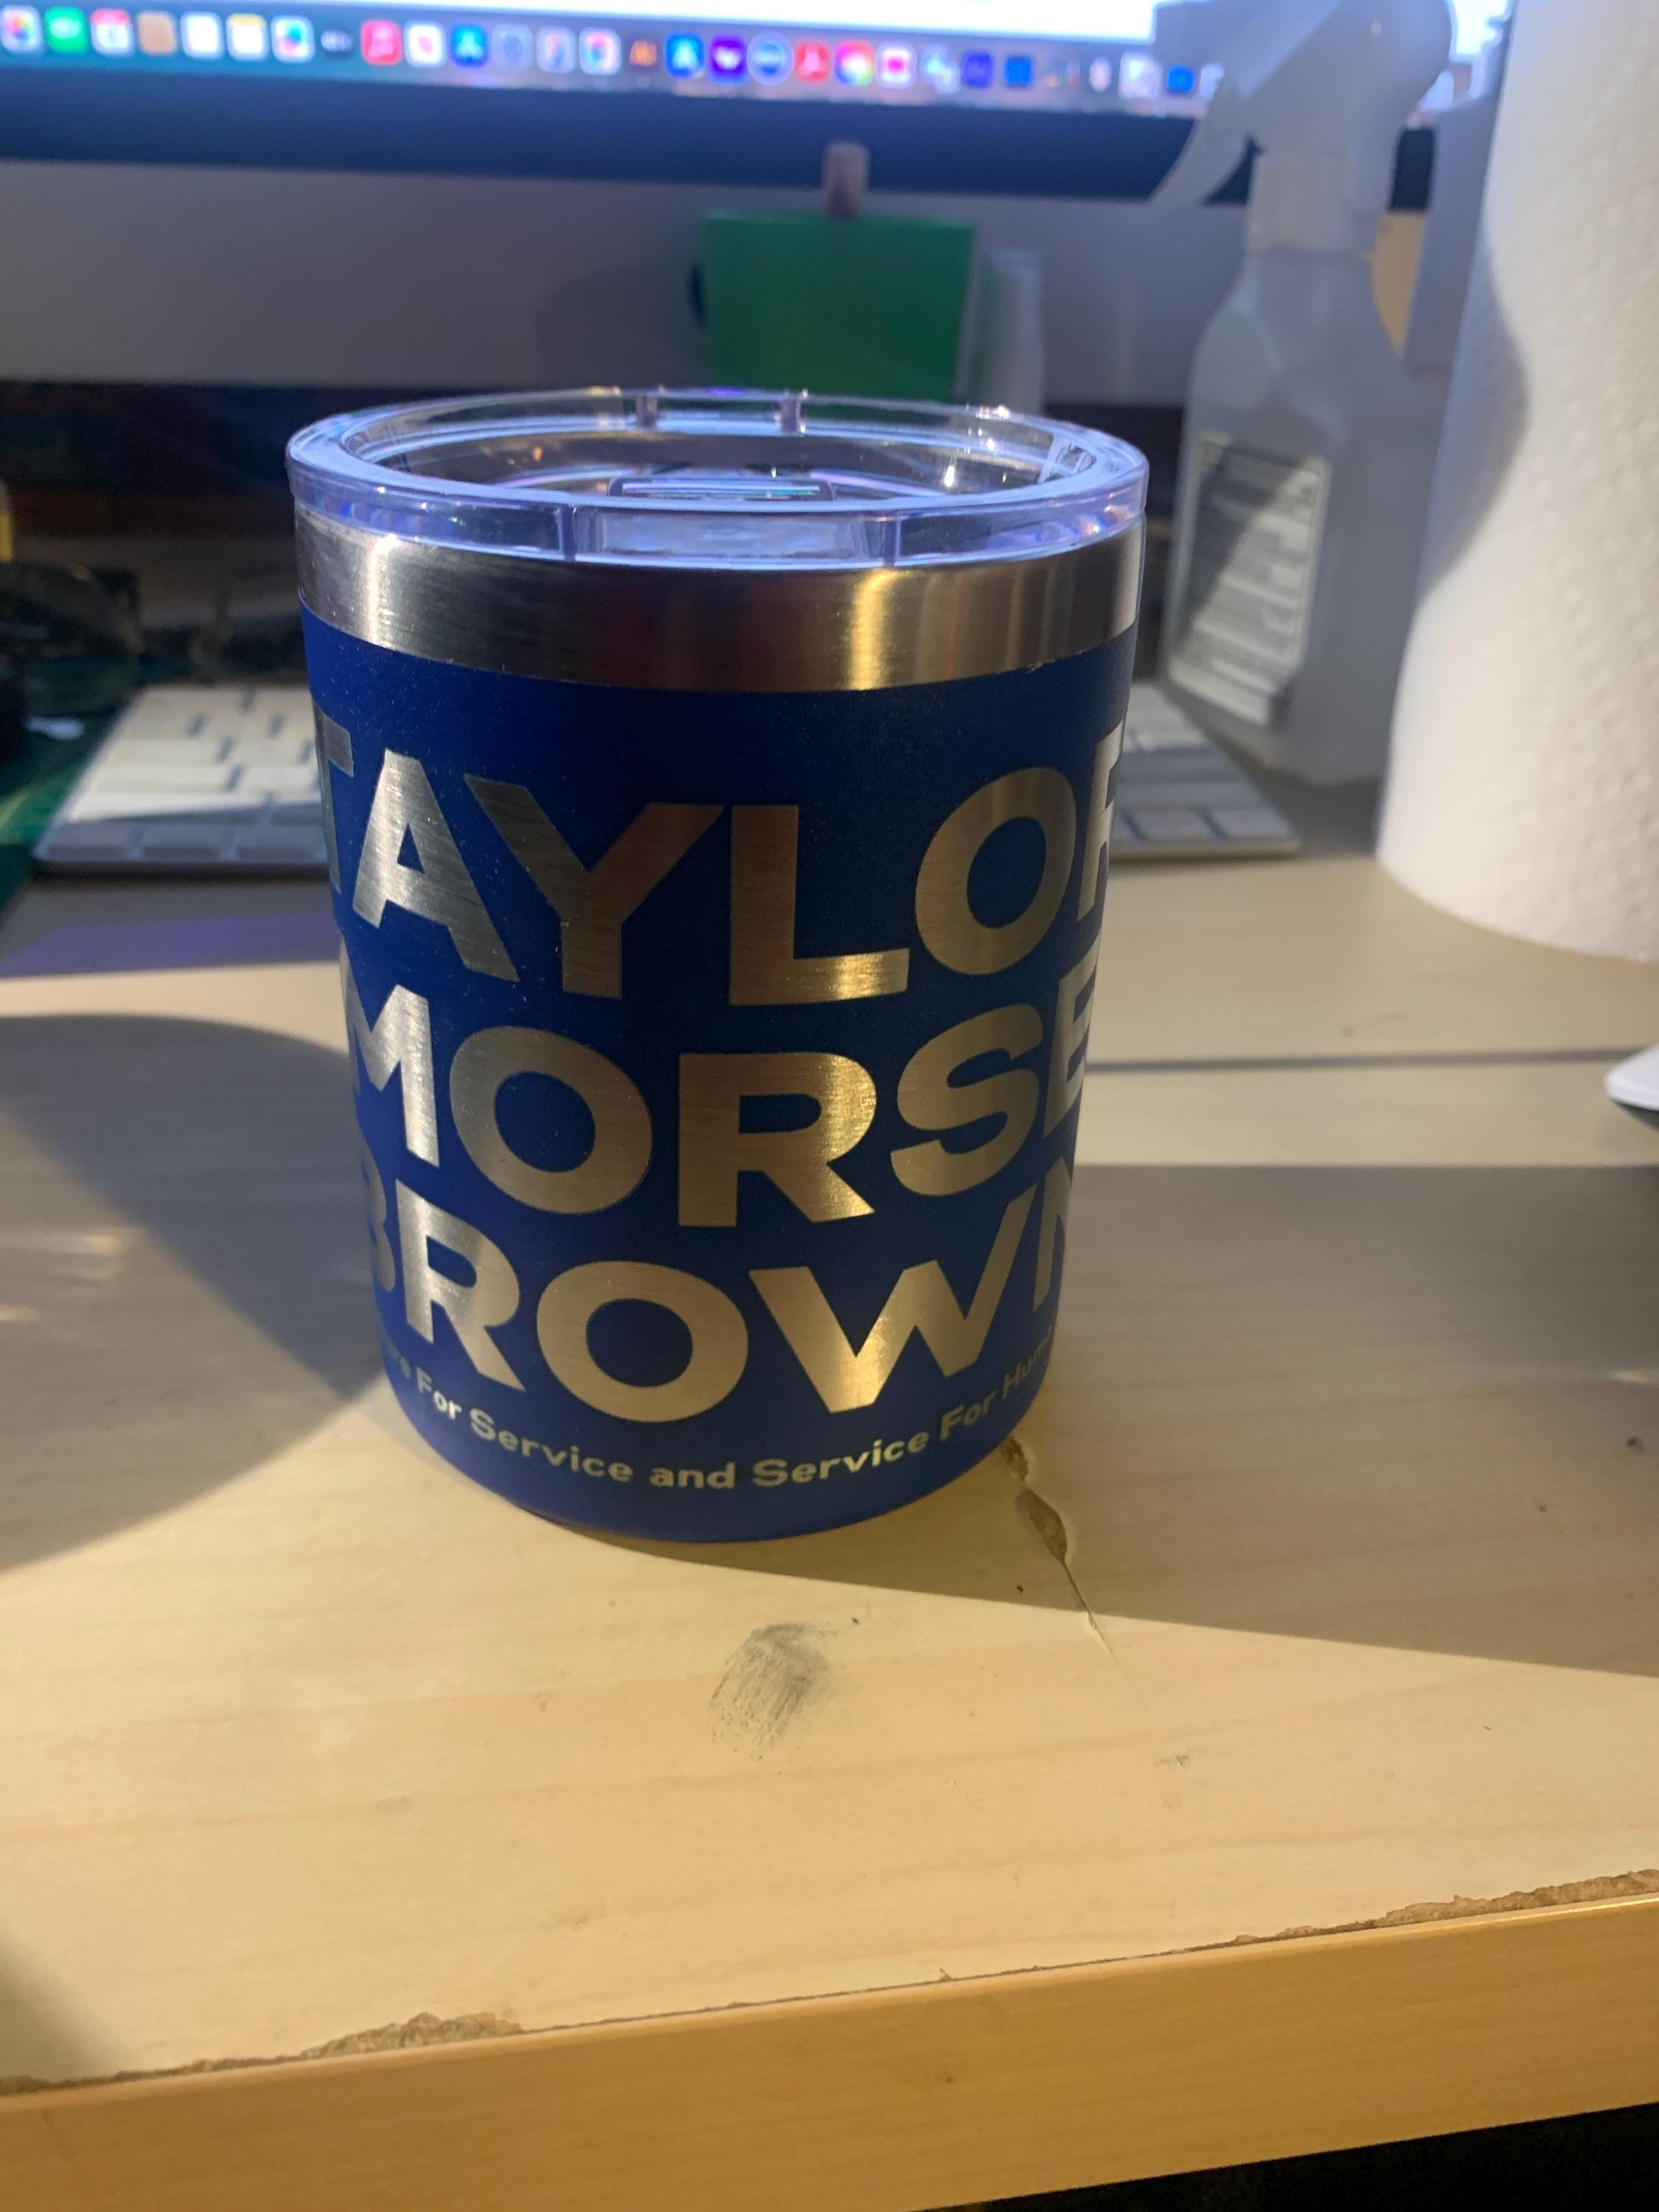 TAYLOR
MORSE
BROWN
For Service and Service For